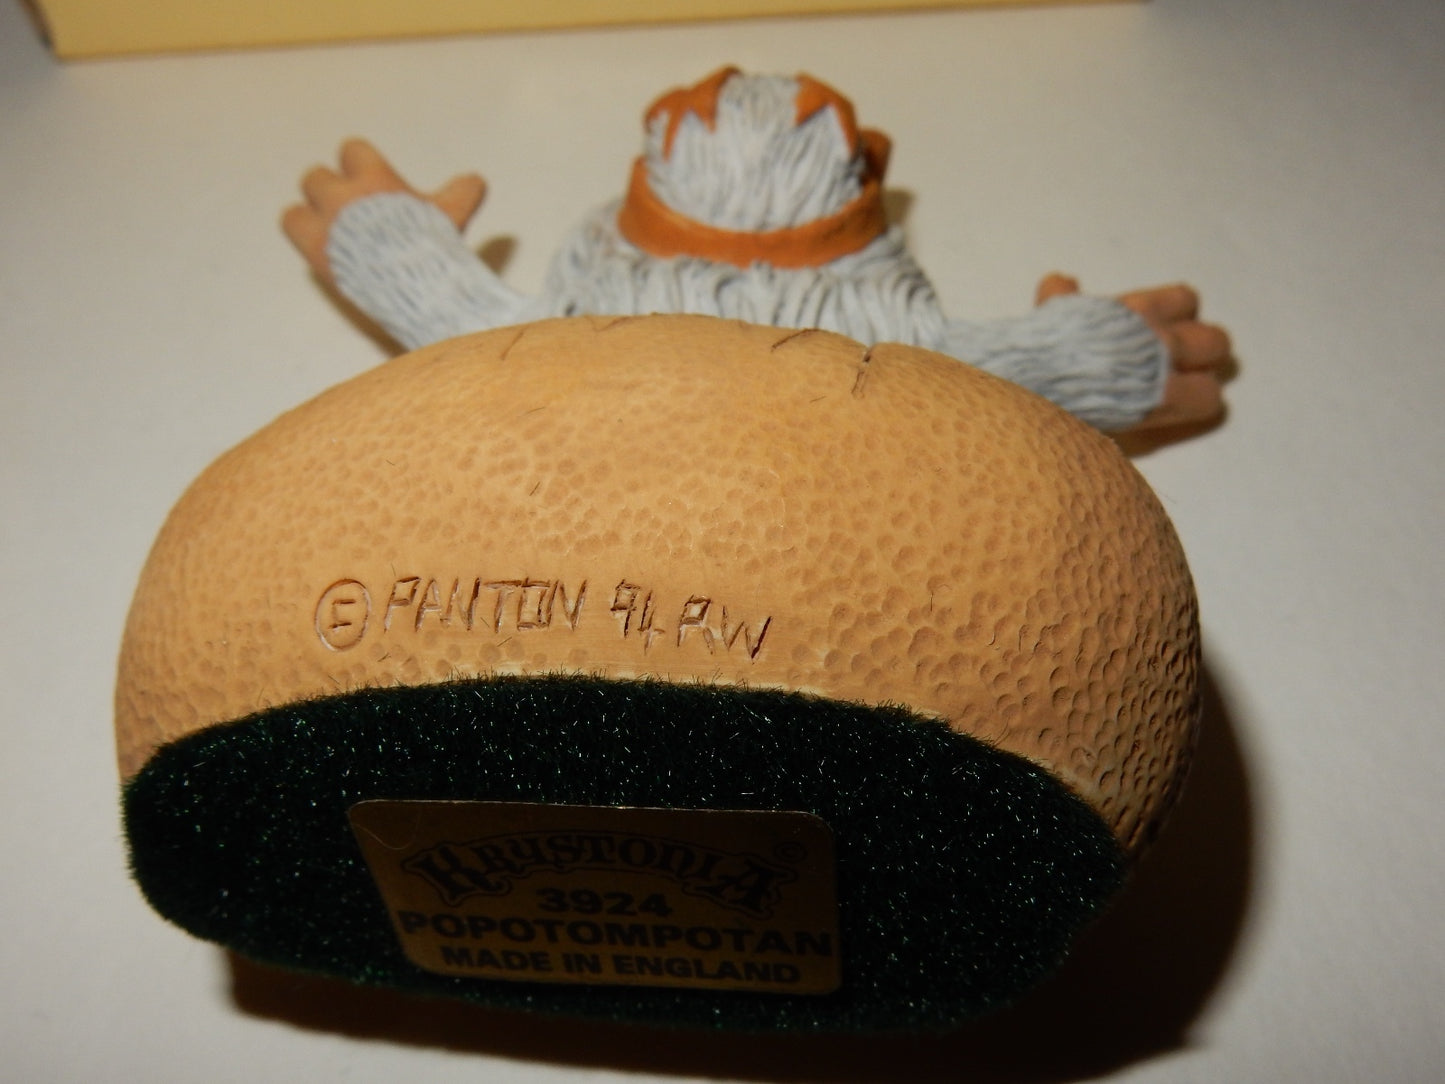 © PANTON 94 RW
KRYSTONIA ©
3924
POPOTOMPOTAN
MADE IN ENGLAND